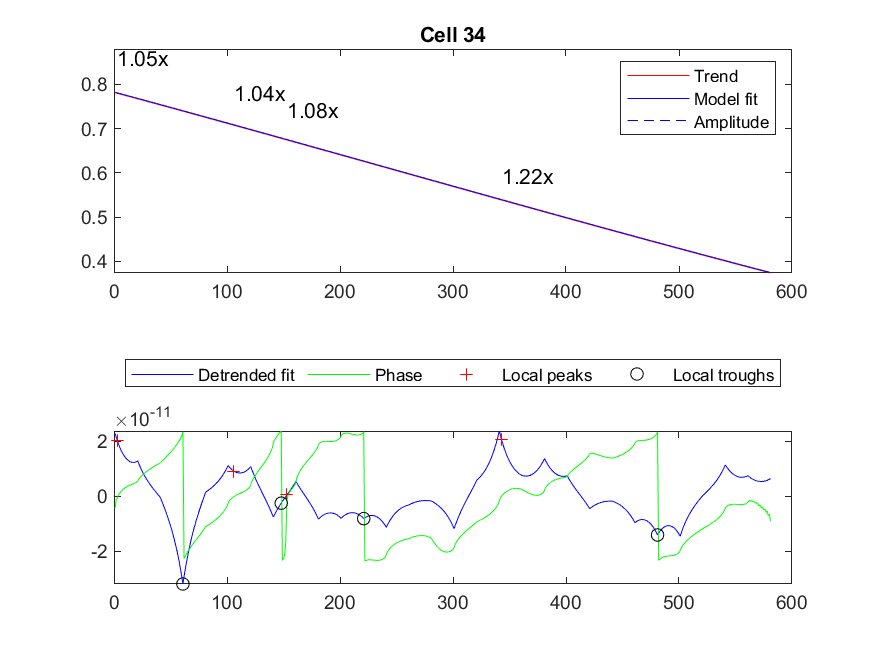 Cell 34
1.05x
1.04x
1.08x
1.22x
Trend
Model fit
Amplitude
0.8
0.7
0.6
0.5
0.4
0 100 200 300 400 500 600
Detrended fit Phase Local peaks Local troughs
×10-11
2
0
-2
0 100 200 300 400 500 600